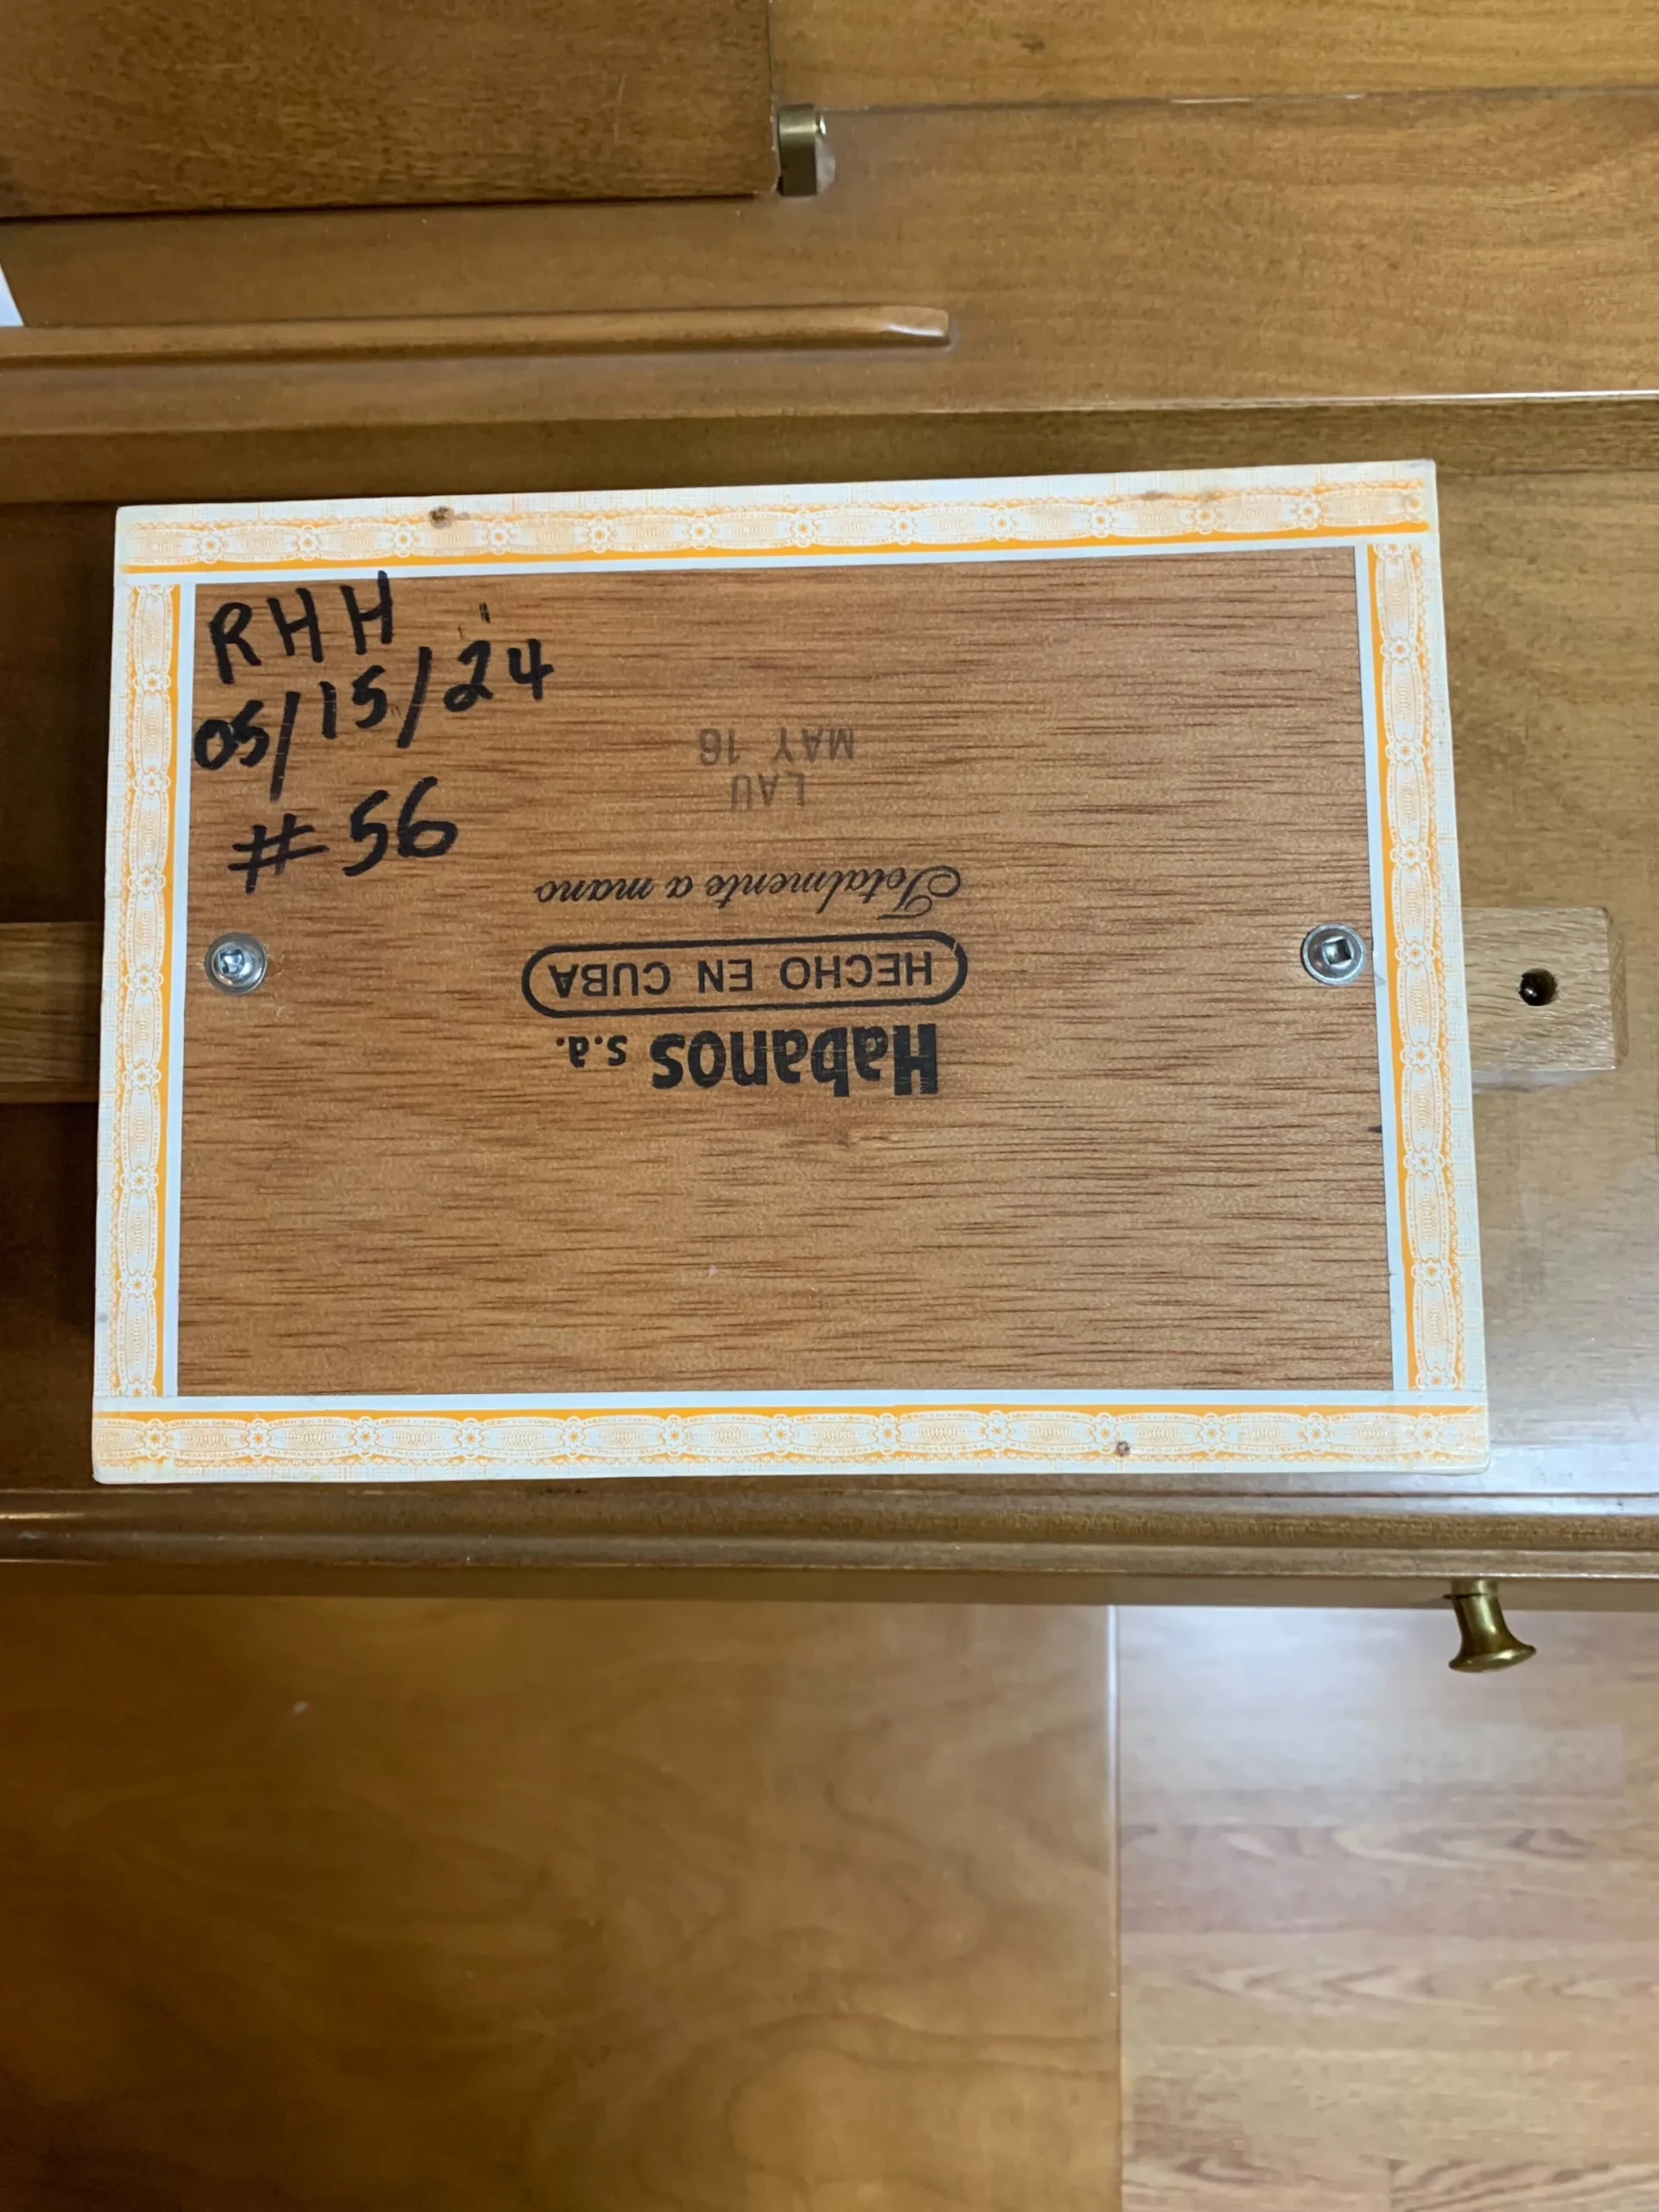 RHH
05/15/24
#56
Habanos s.a.
HECHO EN CUBA
Totalmente a mano
LAU
MAY 16